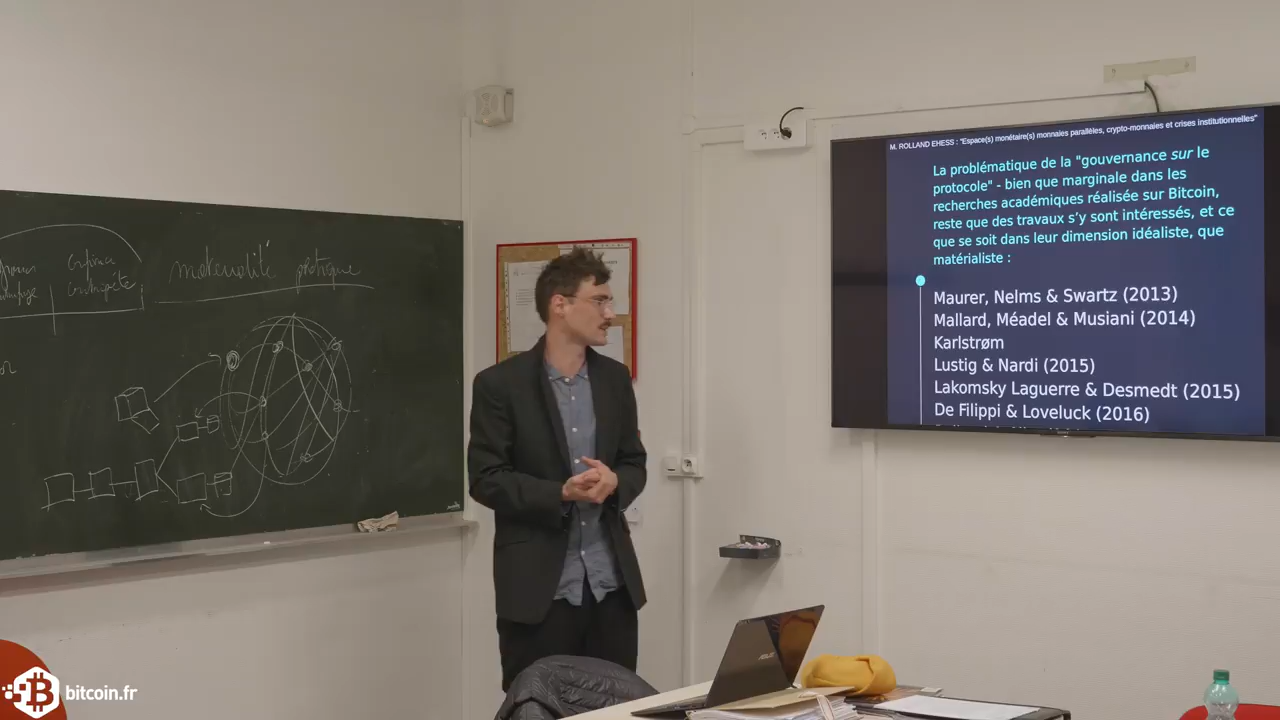 matérialité pratique
M. ROLLAND EHESS : "Espace(s) monétaire(s) monnaies parallèles, crypto-monnaies et crises institutionnelles"
La problématique de la "gouvernance sur le
protocole" - bien que marginale dans les
recherches académiques réalisée sur Bitcoin,
reste que des travaux s'y sont intéressés, et ce
que se soit dans leur dimension idéaliste, que
matérialiste :
Maurer, Nelms & Swartz (2013)
Mallard, Méadel & Musiani (2014)
Karlstrøm
Lustig & Nardi (2015)
Lakomsky Laguerre & Desmedt (2015)
De Filippi & Loveluck (2016)
SONY
ASUS
bitcoin.fr